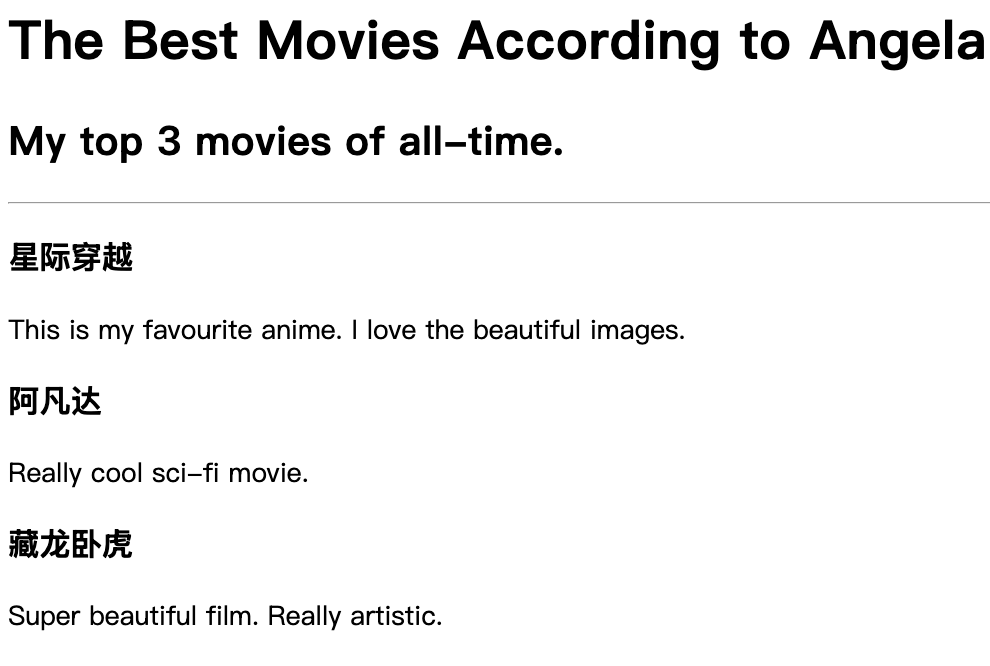 The Best Movies According to Angela
My top 3 movies of all-time.
星际穿越
This is my favourite anime. I love the beautiful images.
阿凡达
Really cool sci-fi movie.
藏龙卧虎
Super beautiful film. Really artistic.